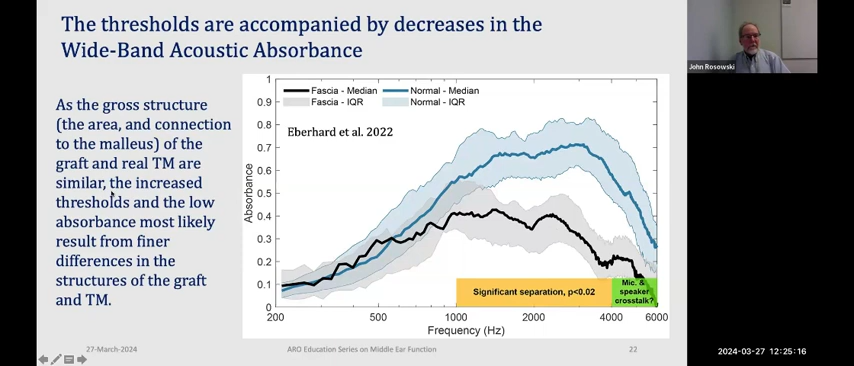 The thresholds are accompanied by decreases in the
Wide-Band Acoustic Absorbance
As the gross structure
(the area, and connection
to the malleus) of the
graft and real TM are
similar, the increased
thresholds and the low
absorbance most likely
result from finer
differences in the
structures of the graft
and TM.
Fascia - Median
Normal - Median
Fascia - IQR
Normal - IQR
Eberhard et al. 2022
Absorbance
1
0.9
0.8
0.7
0.6
0.5
0.4
0.3
0.2
0.1
0
Significant separation, p<0.02
Mic. &
speaker
crosstalk?
200
500
1000
2000
4000
6000
Frequency (Hz)
27-March-2024
ARO Education Series on Middle Ear Function
22
John Rosowski
2024-03-27 12:25:16